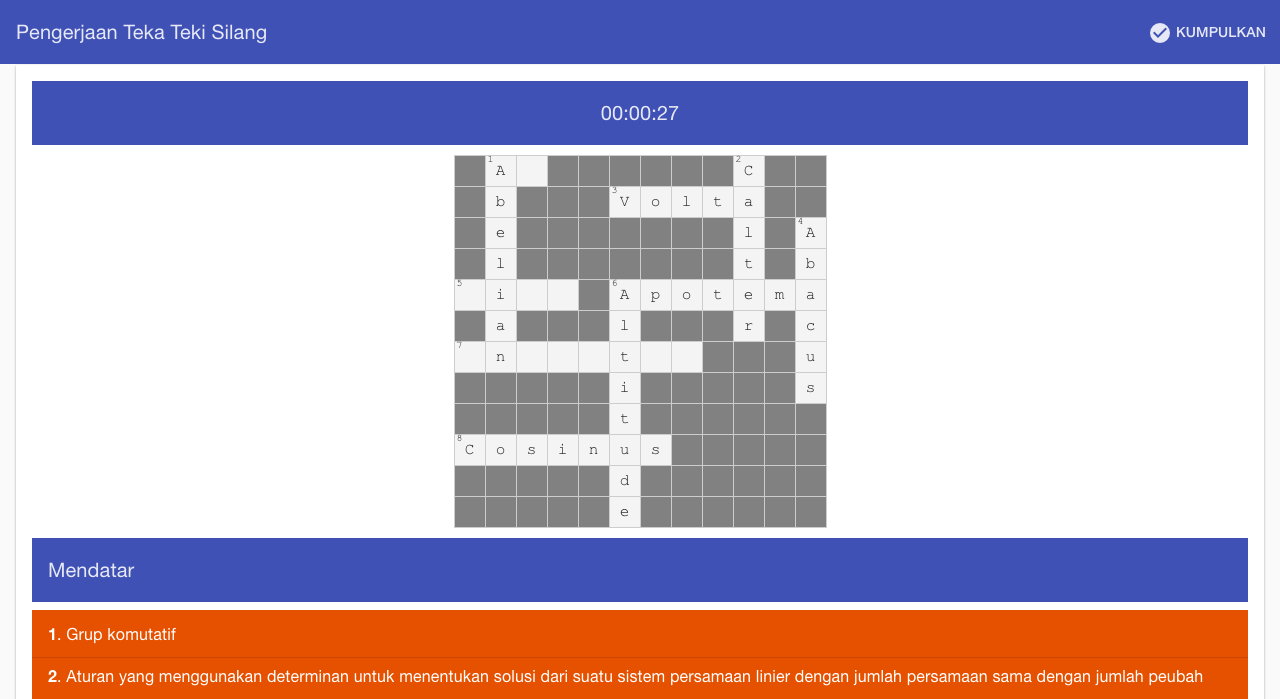 Pengerjaan Teka Teki Silang
KUMPULKAN
00:00:27
1 A 2 C
b 3 V o l t a
e l 4 A
l t b
5 i 6 A p o t e m a
a l r c
7 n t u
i s
t
8 C o s i n u s
d
e
Mendatar
1. Grup komutatif
2. Aturan yang menggunakan determinan untuk menentukan solusi dari suatu sistem persamaan linier dengan jumlah persamaan sama dengan jumlah peubah